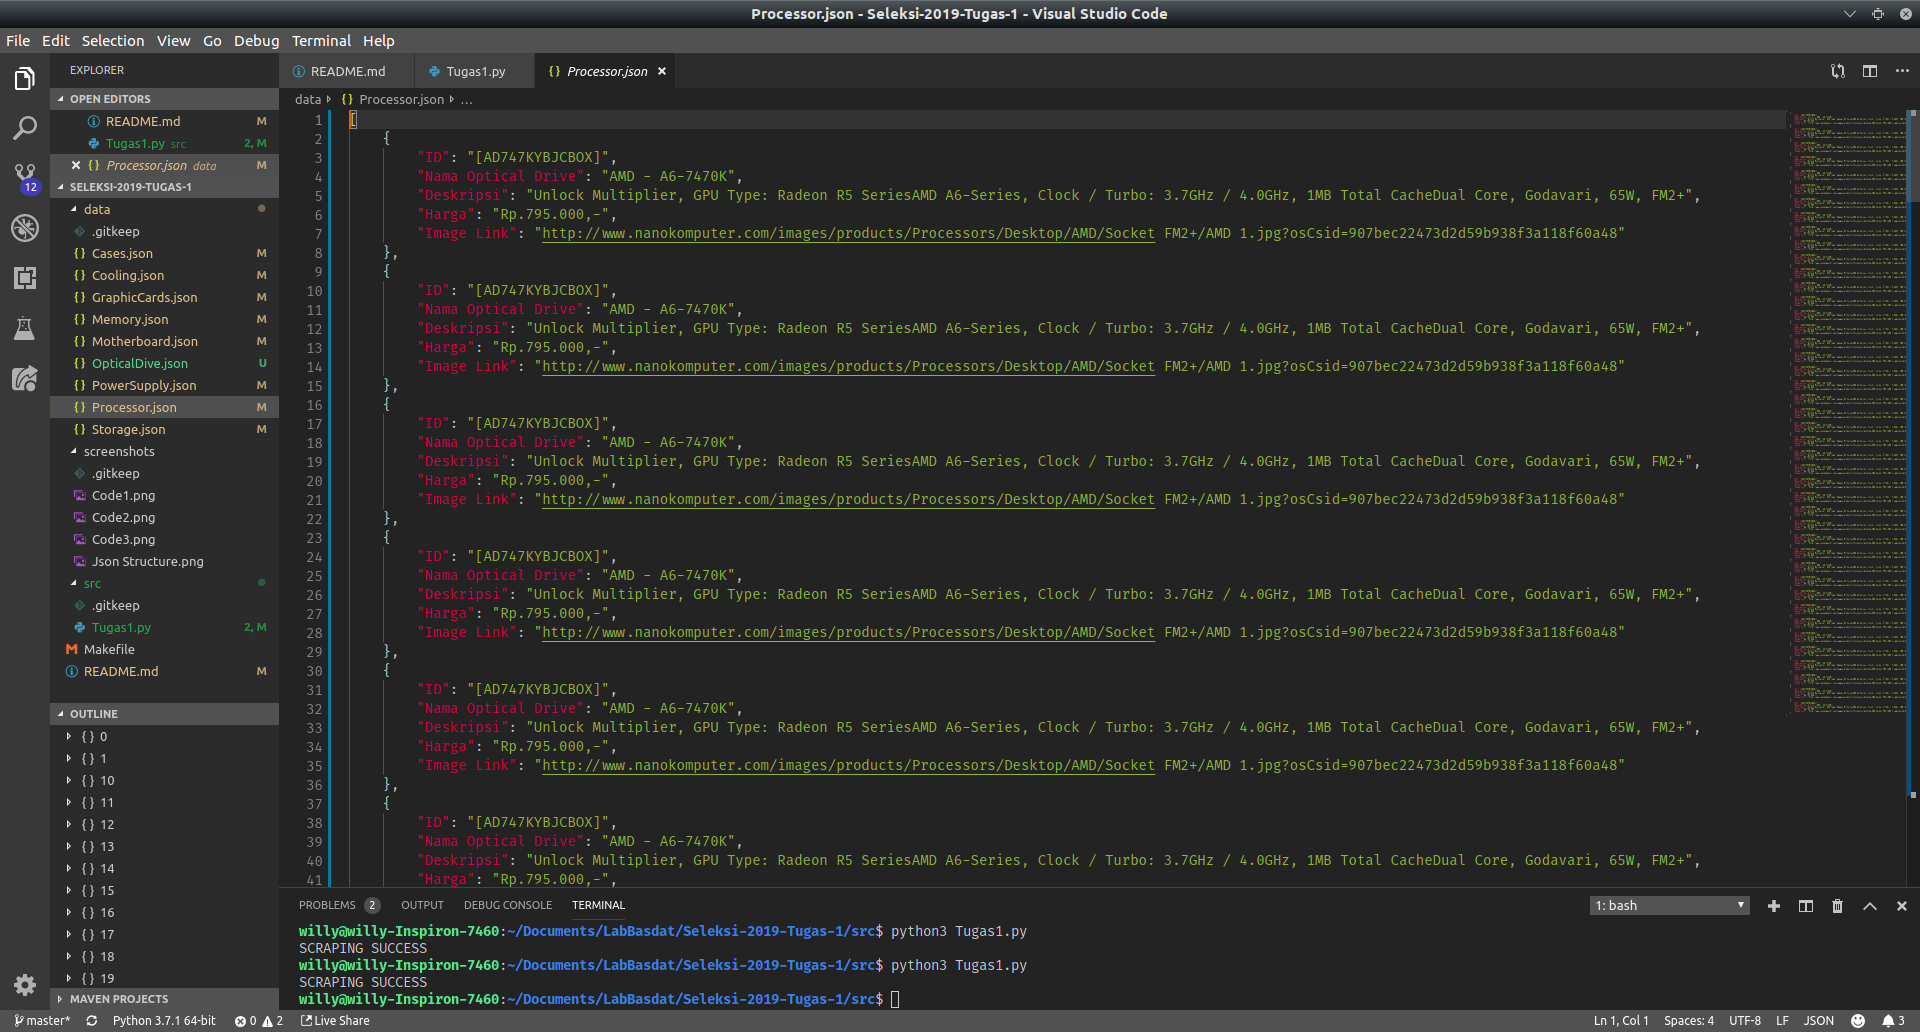 Processor.json - Seleksi-2019-Tugas-1 - Visual Studio Code
File Edit Selection View Go Debug Terminal Help
EXPLORER
OPEN EDITORS
README.md M
Tugas1.py src 2, M
Processor.json data M
SELEKSI-2019-TUGAS-1
data
.gitkeep
Cases.json M
Cooling.json M
GraphicCards.json M
Memory.json M
Motherboard.json M
OpticalDive.json U
PowerSupply.json M
Processor.json M
Storage.json M
screenshots
.gitkeep
Code1.png
Code2.png
Code3.png
Json Structure.png
src
.gitkeep
Tugas1.py 2, M
Makefile
README.md M
OUTLINE
{ } 0
{ } 1
{ } 10
{ } 11
{ } 12
{ } 13
{ } 14
{ } 15
{ } 16
{ } 17
{ } 18
{ } 19
MAVEN PROJECTS
12
README.md Tugas1.py {} Processor.json
data {} Processor.json ...
1 [
2 {
3 "ID": "[AD747KYBJCBOX]",
4 "Nama Optical Drive": "AMD - A6-7470K",
5 "Deskripsi": "Unlock Multiplier, GPU Type: Radeon R5 SeriesAMD A6-Series, Clock / Turbo: 3.7GHz / 4.0GHz, 1MB Total CacheDual Core, Godavari, 65W, FM2+",
6 "Harga": "Rp.795.000,-",
7 "Image Link": "http://www.nanokomputer.com/images/products/Processors/Desktop/AMD/Socket FM2+/AMD 1.jpg?osCsid=907bec22473d2d59b938f3a118f60a48"
8 },
9 {
10 "ID": "[AD747KYBJCBOX]",
11 "Nama Optical Drive": "AMD - A6-7470K",
12 "Deskripsi": "Unlock Multiplier, GPU Type: Radeon R5 SeriesAMD A6-Series, Clock / Turbo: 3.7GHz / 4.0GHz, 1MB Total CacheDual Core, Godavari, 65W, FM2+",
13 "Harga": "Rp.795.000,-",
14 "Image Link": "http://www.nanokomputer.com/images/products/Processors/Desktop/AMD/Socket FM2+/AMD 1.jpg?osCsid=907bec22473d2d59b938f3a118f60a48"
15 },
16 {
17 "ID": "[AD747KYBJCBOX]",
18 "Nama Optical Drive": "AMD - A6-7470K",
19 "Deskripsi": "Unlock Multiplier, GPU Type: Radeon R5 SeriesAMD A6-Series, Clock / Turbo: 3.7GHz / 4.0GHz, 1MB Total CacheDual Core, Godavari, 65W, FM2+",
20 "Harga": "Rp.795.000,-",
21 "Image Link": "http://www.nanokomputer.com/images/products/Processors/Desktop/AMD/Socket FM2+/AMD 1.jpg?osCsid=907bec22473d2d59b938f3a118f60a48"
22 },
23 {
24 "ID": "[AD747KYBJCBOX]",
25 "Nama Optical Drive": "AMD - A6-7470K",
26 "Deskripsi": "Unlock Multiplier, GPU Type: Radeon R5 SeriesAMD A6-Series, Clock / Turbo: 3.7GHz / 4.0GHz, 1MB Total CacheDual Core, Godavari, 65W, FM2+",
27 "Harga": "Rp.795.000,-",
28 "Image Link": "http://www.nanokomputer.com/images/products/Processors/Desktop/AMD/Socket FM2+/AMD 1.jpg?osCsid=907bec22473d2d59b938f3a118f60a48"
29 },
30 {
31 "ID": "[AD747KYBJCBOX]",
32 "Nama Optical Drive": "AMD - A6-7470K",
33 "Deskripsi": "Unlock Multiplier, GPU Type: Radeon R5 SeriesAMD A6-Series, Clock / Turbo: 3.7GHz / 4.0GHz, 1MB Total CacheDual Core, Godavari, 65W, FM2+",
34 "Harga": "Rp.795.000,-",
35 "Image Link": "http://www.nanokomputer.com/images/products/Processors/Desktop/AMD/Socket FM2+/AMD 1.jpg?osCsid=907bec22473d2d59b938f3a118f60a48"
36 },
37 {
38 "ID": "[AD747KYBJCBOX]",
39 "Nama Optical Drive": "AMD - A6-7470K",
40 "Deskripsi": "Unlock Multiplier, GPU Type: Radeon R5 SeriesAMD A6-Series, Clock / Turbo: 3.7GHz / 4.0GHz, 1MB Total CacheDual Core, Godavari, 65W, FM2+",
41 "Harga": "Rp.795.000,-",
PROBLEMS 2 OUTPUT DEBUG CONSOLE TERMINAL 1: bash
willy@willy-Inspiron-7460:~/Documents/LabBasdat/Seleksi-2019-Tugas-1/src$ python3 Tugas1.py
SCRAPING SUCCESS
willy@willy-Inspiron-7460:~/Documents/LabBasdat/Seleksi-2019-Tugas-1/src$ python3 Tugas1.py
SCRAPING SUCCESS
willy@willy-Inspiron-7460:~/Documents/LabBasdat/Seleksi-2019-Tugas-1/src$
master* Python 3.7.1 64-bit 0 2 Live Share Ln 1, Col 1 Spaces: 4 UTF-8 LF JSON 3